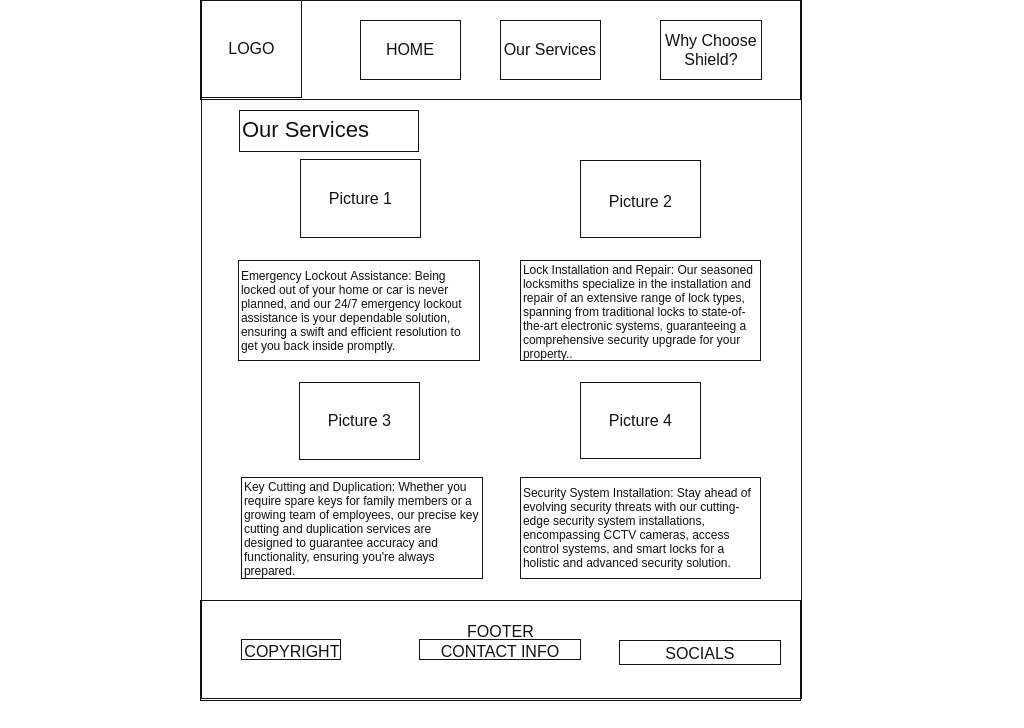 LOGO
HOME
Our Services
Why Choose
Shield?
Our Services
Picture 1
Picture 2
Emergency Lockout Assistance: Being
locked out of your home or car is never
planned, and our 24/7 emergency lockout
assistance is your dependable solution,
ensuring a swift and efficient resolution to
get you back inside promptly.
Lock Installation and Repair: Our seasoned
locksmiths specialize in the installation and
repair of an extensive range of lock types,
spanning from traditional locks to state-of-
the-art electronic systems, guaranteeing a
comprehensive security upgrade for your
property..
Picture 3
Picture 4
Key Cutting and Duplication: Whether you
require spare keys for family members or a
growing team of employees, our precise key
cutting and duplication services are
designed to guarantee accuracy and
functionality, ensuring you're always
prepared.
Security System Installation: Stay ahead of
evolving security threats with our cutting-
edge security system installations,
encompassing CCTV cameras, access
control systems, and smart locks for a
holistic and advanced security solution.
FOOTER
COPYRIGHT
CONTACT INFO
SOCIALS